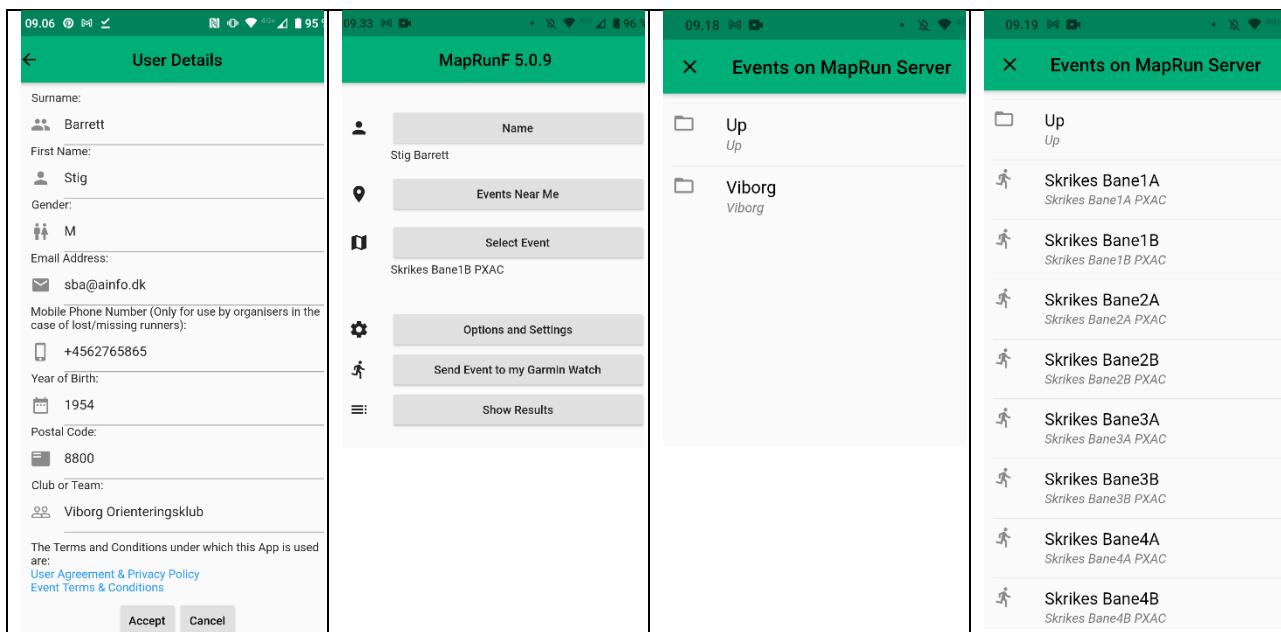 09.06 95
User Details
Surname:
Barrett
First Name:
Stig
Gender:
M
Email Address:
sba@ainfo.dk
Mobile Phone Number (Only for use by organisers in the
case of lost/missing runners):
+4562765865
Year of Birth:
1954
Postal Code:
8800
Club or Team:
Viborg Orienteringsklub
The Terms and Conditions under which this App is used
are:
User Agreement & Privacy Policy
Event Terms & Conditions
Accept Cancel
09.33 96 %
MapRunF 5.0.9
Name
Stig Barrett
Events Near Me
Select Event
Skrikes Bane1B PXAC
Options and Settings
Send Event to my Garmin Watch
Show Results
09.18
Events on MapRun Server
Up
Up
Viborg
Viborg
09.19
Events on MapRun Server
Up
Up
Skrikes Bane1A
Skrikes Bane1A PXAC
Skrikes Bane1B
Skrikes Bane1B PXAC
Skrikes Bane2A
Skrikes Bane2A PXAC
Skrikes Bane2B
Skrikes Bane2B PXAC
Skrikes Bane3A
Skrikes Bane3A PXAC
Skrikes Bane3B
Skrikes Bane3B PXAC
Skrikes Bane4A
Skrikes Bane4A PXAC
Skrikes Bane4B
Skrikes Bane4B PXAC